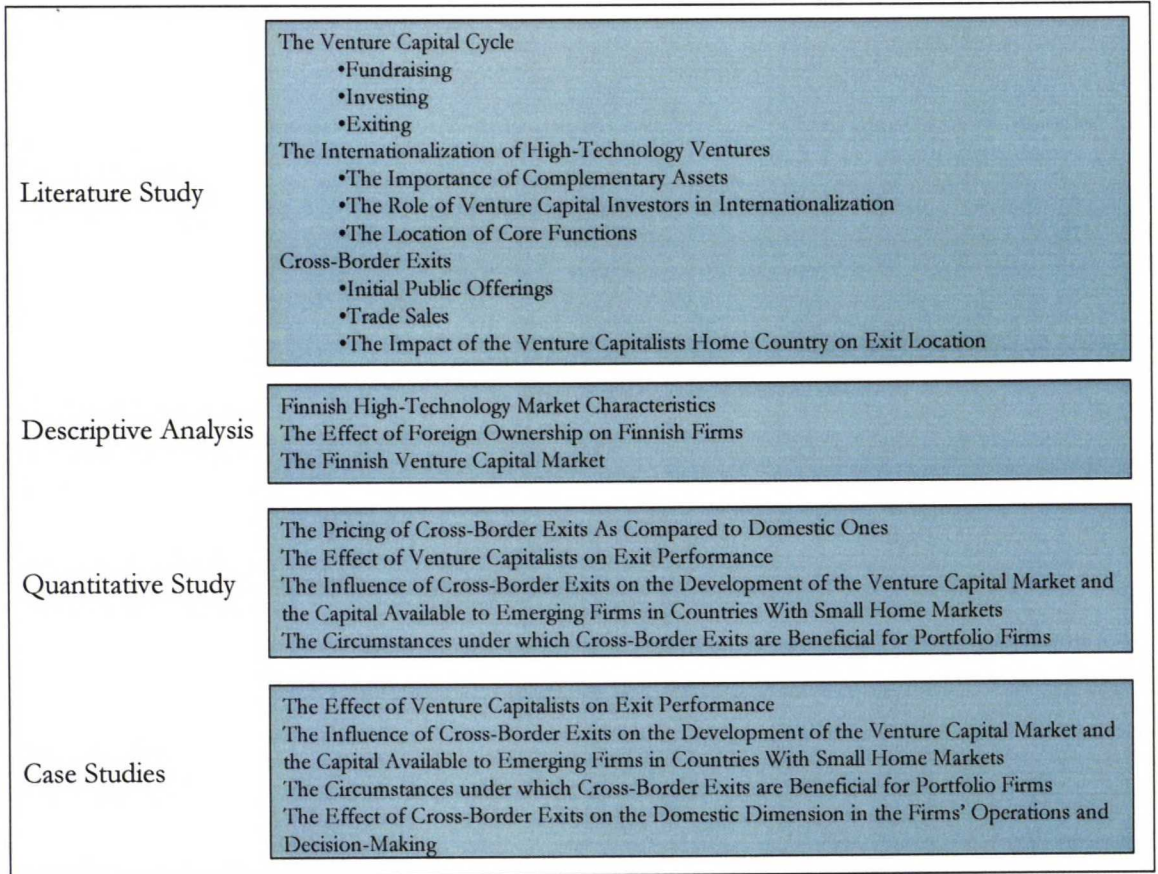 Literature Study
The Venture Capital Cycle
•Fundraising
•Investing
•Exiting
The Internationalization of High-Technology Ventures
•The Importance of Complementary Assets
•The Role of Venture Capital Investors in Internationalization
•The Location of Core Functions
Cross-Border Exits
•Initial Public Offerings
•Trade Sales
•The Impact of the Venture Capitalists Home Country on Exit Location
Descriptive Analysis
Finnish High-Technology Market Characteristics
The Effect of Foreign Ownership on Finnish Firms
The Finnish Venture Capital Market
Quantitative Study
The Pricing of Cross-Border Exits As Compared to Domestic Ones
The Effect of Venture Capitalists on Exit Performance
The Influence of Cross-Border Exits on the Development of the Venture Capital Market and
the Capital Available to Emerging Firms in Countries With Small Home Markets
The Circumstances under which Cross-Border Exits are Beneficial for Portfolio Firms
Case Studies
The Effect of Venture Capitalists on Exit Performance
The Influence of Cross-Border Exits on the Development of the Venture Capital Market and
the Capital Available to Emerging Firms in Countries With Small Home Markets
The Circumstances under which Cross-Border Exits are Beneficial for Portfolio Firms
The Effect of Cross-Border Exits on the Domestic Dimension in the Firms' Operations and
Decision-Making